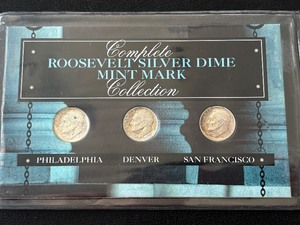 Complete
ROOSEVELT SILVER DIME
MINT MARK
Collection
PHILADELPHIA DENVER SAN FRANCISCO